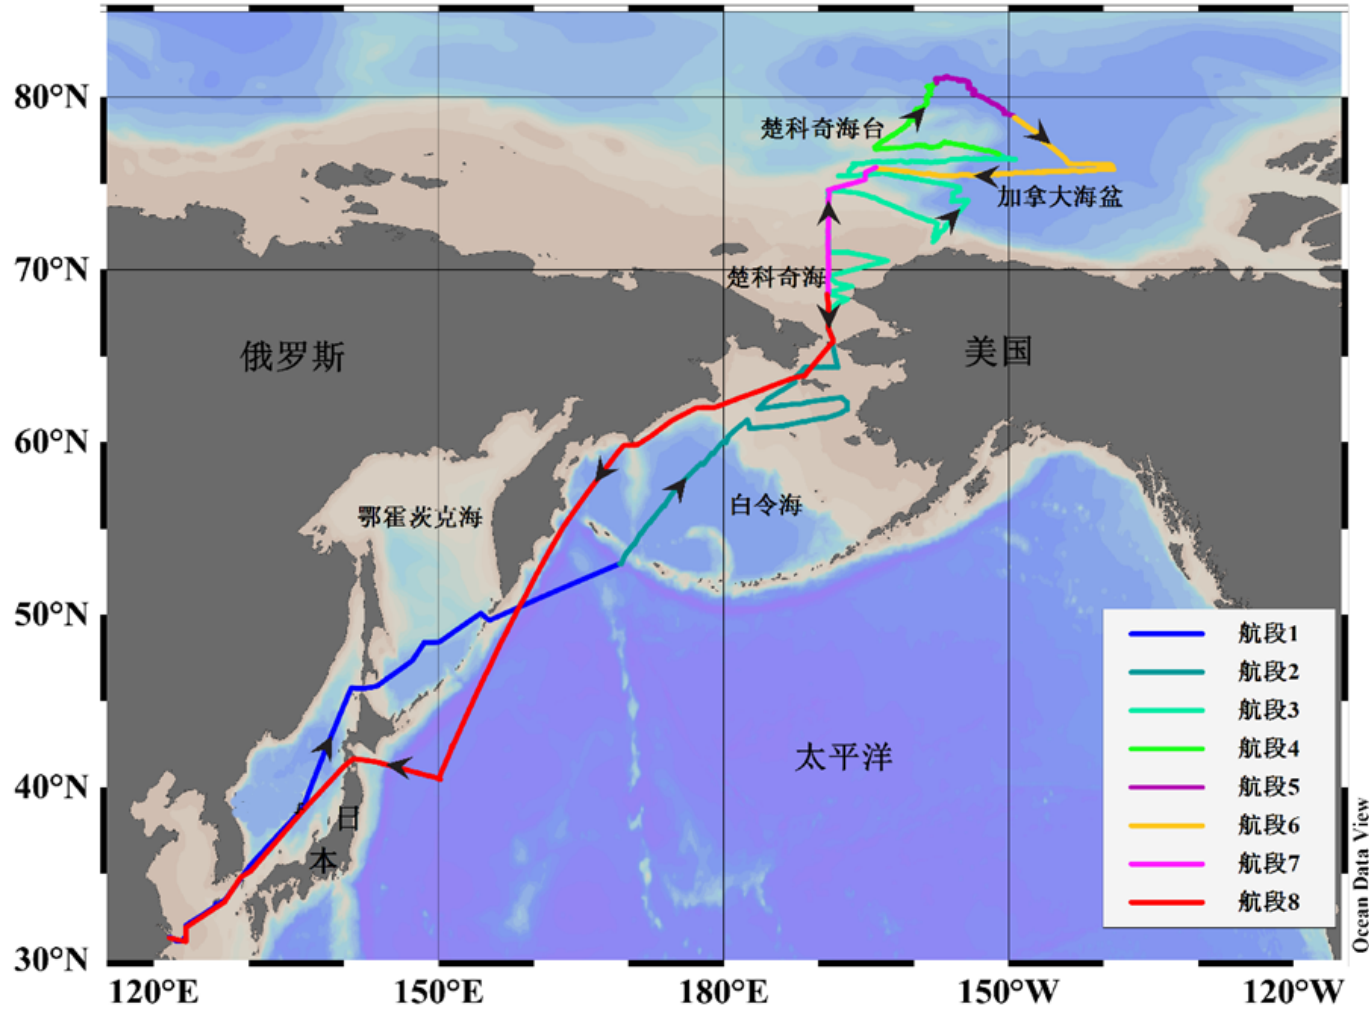 80°N
70°N
60°N
50°N
40°N
30°N
120°E
150°E
180°E
150°W
120°W
楚科奇海台
加拿大海盆
楚科奇海
俄罗斯
美国
鄂霍茨克海
白令海
太平洋
日
本
航段1
航段2
航段3
航段4
航段5
航段6
航段7
航段8
Ocean Data View